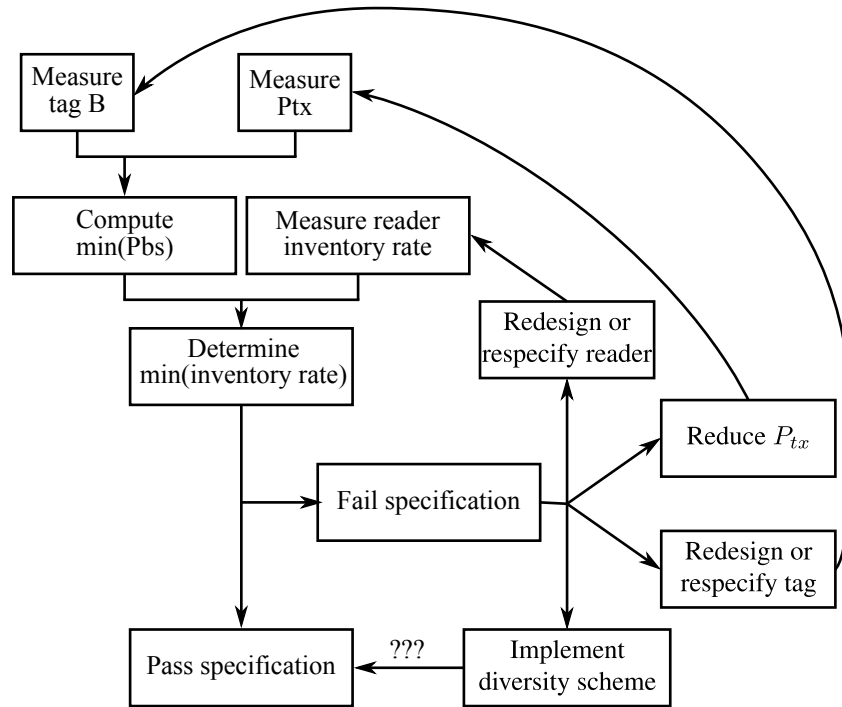 Measure
tag B
Measure
Ptx
Compute
min(Pbs)
Measure reader
inventory rate
Determine
min(inventory rate)
Redesign or
respecify reader
Reduce P_{tx}
Fail specification
Redesign or
respecify tag
Pass specification
???
Implement
diversity scheme